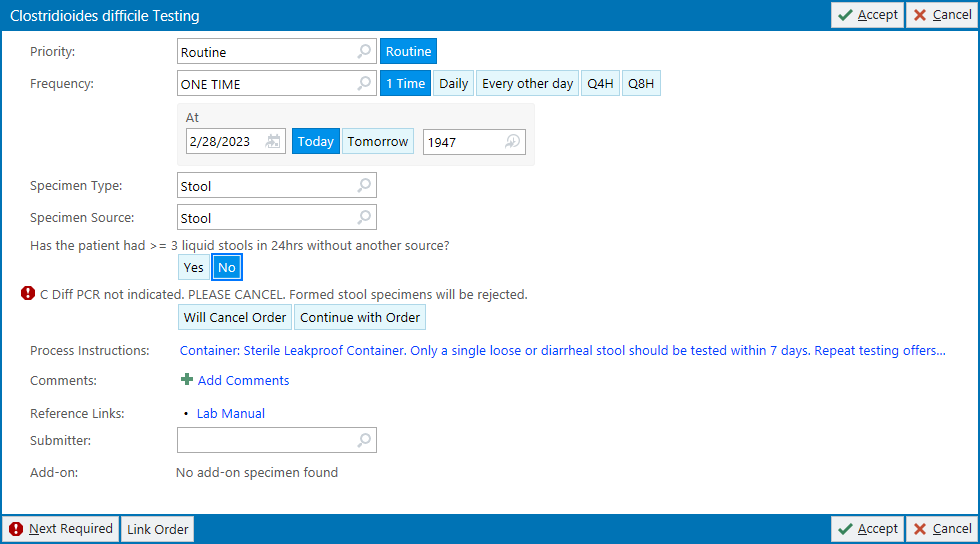 Clostridioides difficile Testing Accept Cancel
Priority: Routine Routine
Frequency: ONE TIME 1 Time Daily Every other day Q4H Q8H
At
2/28/2023 Today Tomorrow 1947
Specimen Type: Stool
Specimen Source: Stool
Has the patient had >= 3 liquid stools in 24hrs without another source?
Yes No
C Diff PCR not indicated. PLEASE CANCEL. Formed stool specimens will be rejected.
Will Cancel Order Continue with Order
Process Instructions: Container: Sterile Leakproof Container. Only a single loose or diarrheal stool should be tested within 7 days. Repeat testing offers...
Comments: Add Comments
Reference Links: • Lab Manual
Submitter:
Add-on: No add-on specimen found
Next Required Link Order Accept Cancel